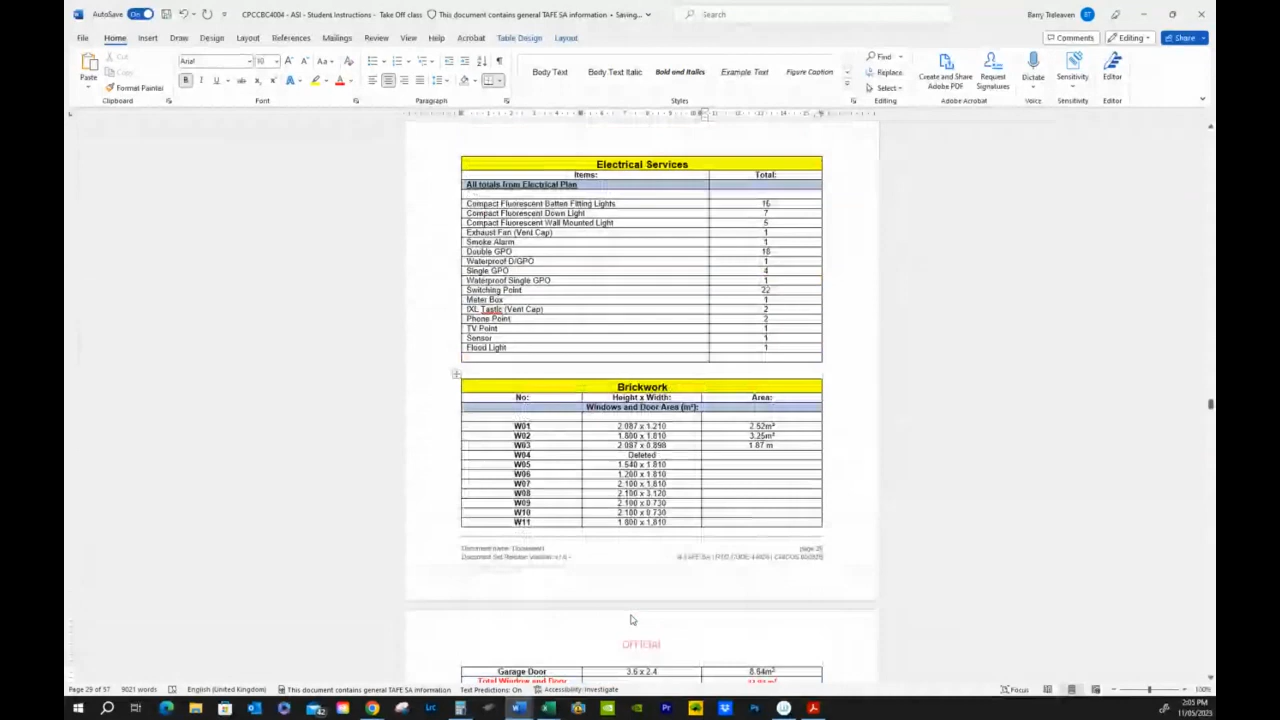 AutoSave On CPCCBC4004 - ASI - Student Instructions - Take Off class This document contains general TAFE SA information • Saving... Search Barry Treleaven BT
File Home Insert Draw Design Layout References Mailings Review View Help Acrobat Table Design Layout Comments Editing Share
Paste Cut Copy Format Painter Arial 10 Body Text Body Text Italic Bold and Italics Example Text Figure Caption Find Replace Select Create and Share Adobe PDF Request Signatures Dictate Sensitivity Editor
Clipboard Font Paragraph Styles Editing Adobe Acrobat Voice Sensitivity Editor
Electrical Services
Items: Total:
All totals from Electrical Plan
Compact Fluorescent Batten Fitting Lights 16
Compact Fluorescent Down Light 7
Compact Fluorescent Wall Mounted Light 5
Exhaust Fan (Vent Cap) 1
Smoke Alarm 1
Double GPO 18
Waterproof D/GPO 1
Single GPO 4
Waterproof Single GPO 1
Switching Point 22
Meter Box 1
IXL Tastic (Vent Cap) 2
Phone Point 2
TV Point 1
Sensor 1
Flood Light 1
Brickwork
No: Height x Width: Area:
Windows and Door Area (m²):
W01 2.087 x 1.210 2.52m²
W02 1.800 x 1.810 3.25m²
W03 2.087 x 0.898 1.87 m
W04 Deleted
W05 1.540 x 1.810
W06 1.200 x 1.810
W07 2.100 x 1.810
W08 2.100 x 3.120
W09 2.100 x 0.730
W10 2.100 x 0.730
W11 1.800 x 1.810
OFFICIAL
Garage Door 3.6 x 2.4 8.64m²
Total Window and Door
Page 29 of 57 9021 words English (United Kingdom) This document contains general TAFE SA information Text Predictions: On Accessibility: Investigate Focus 100%
2:05 PM
11/05/2023